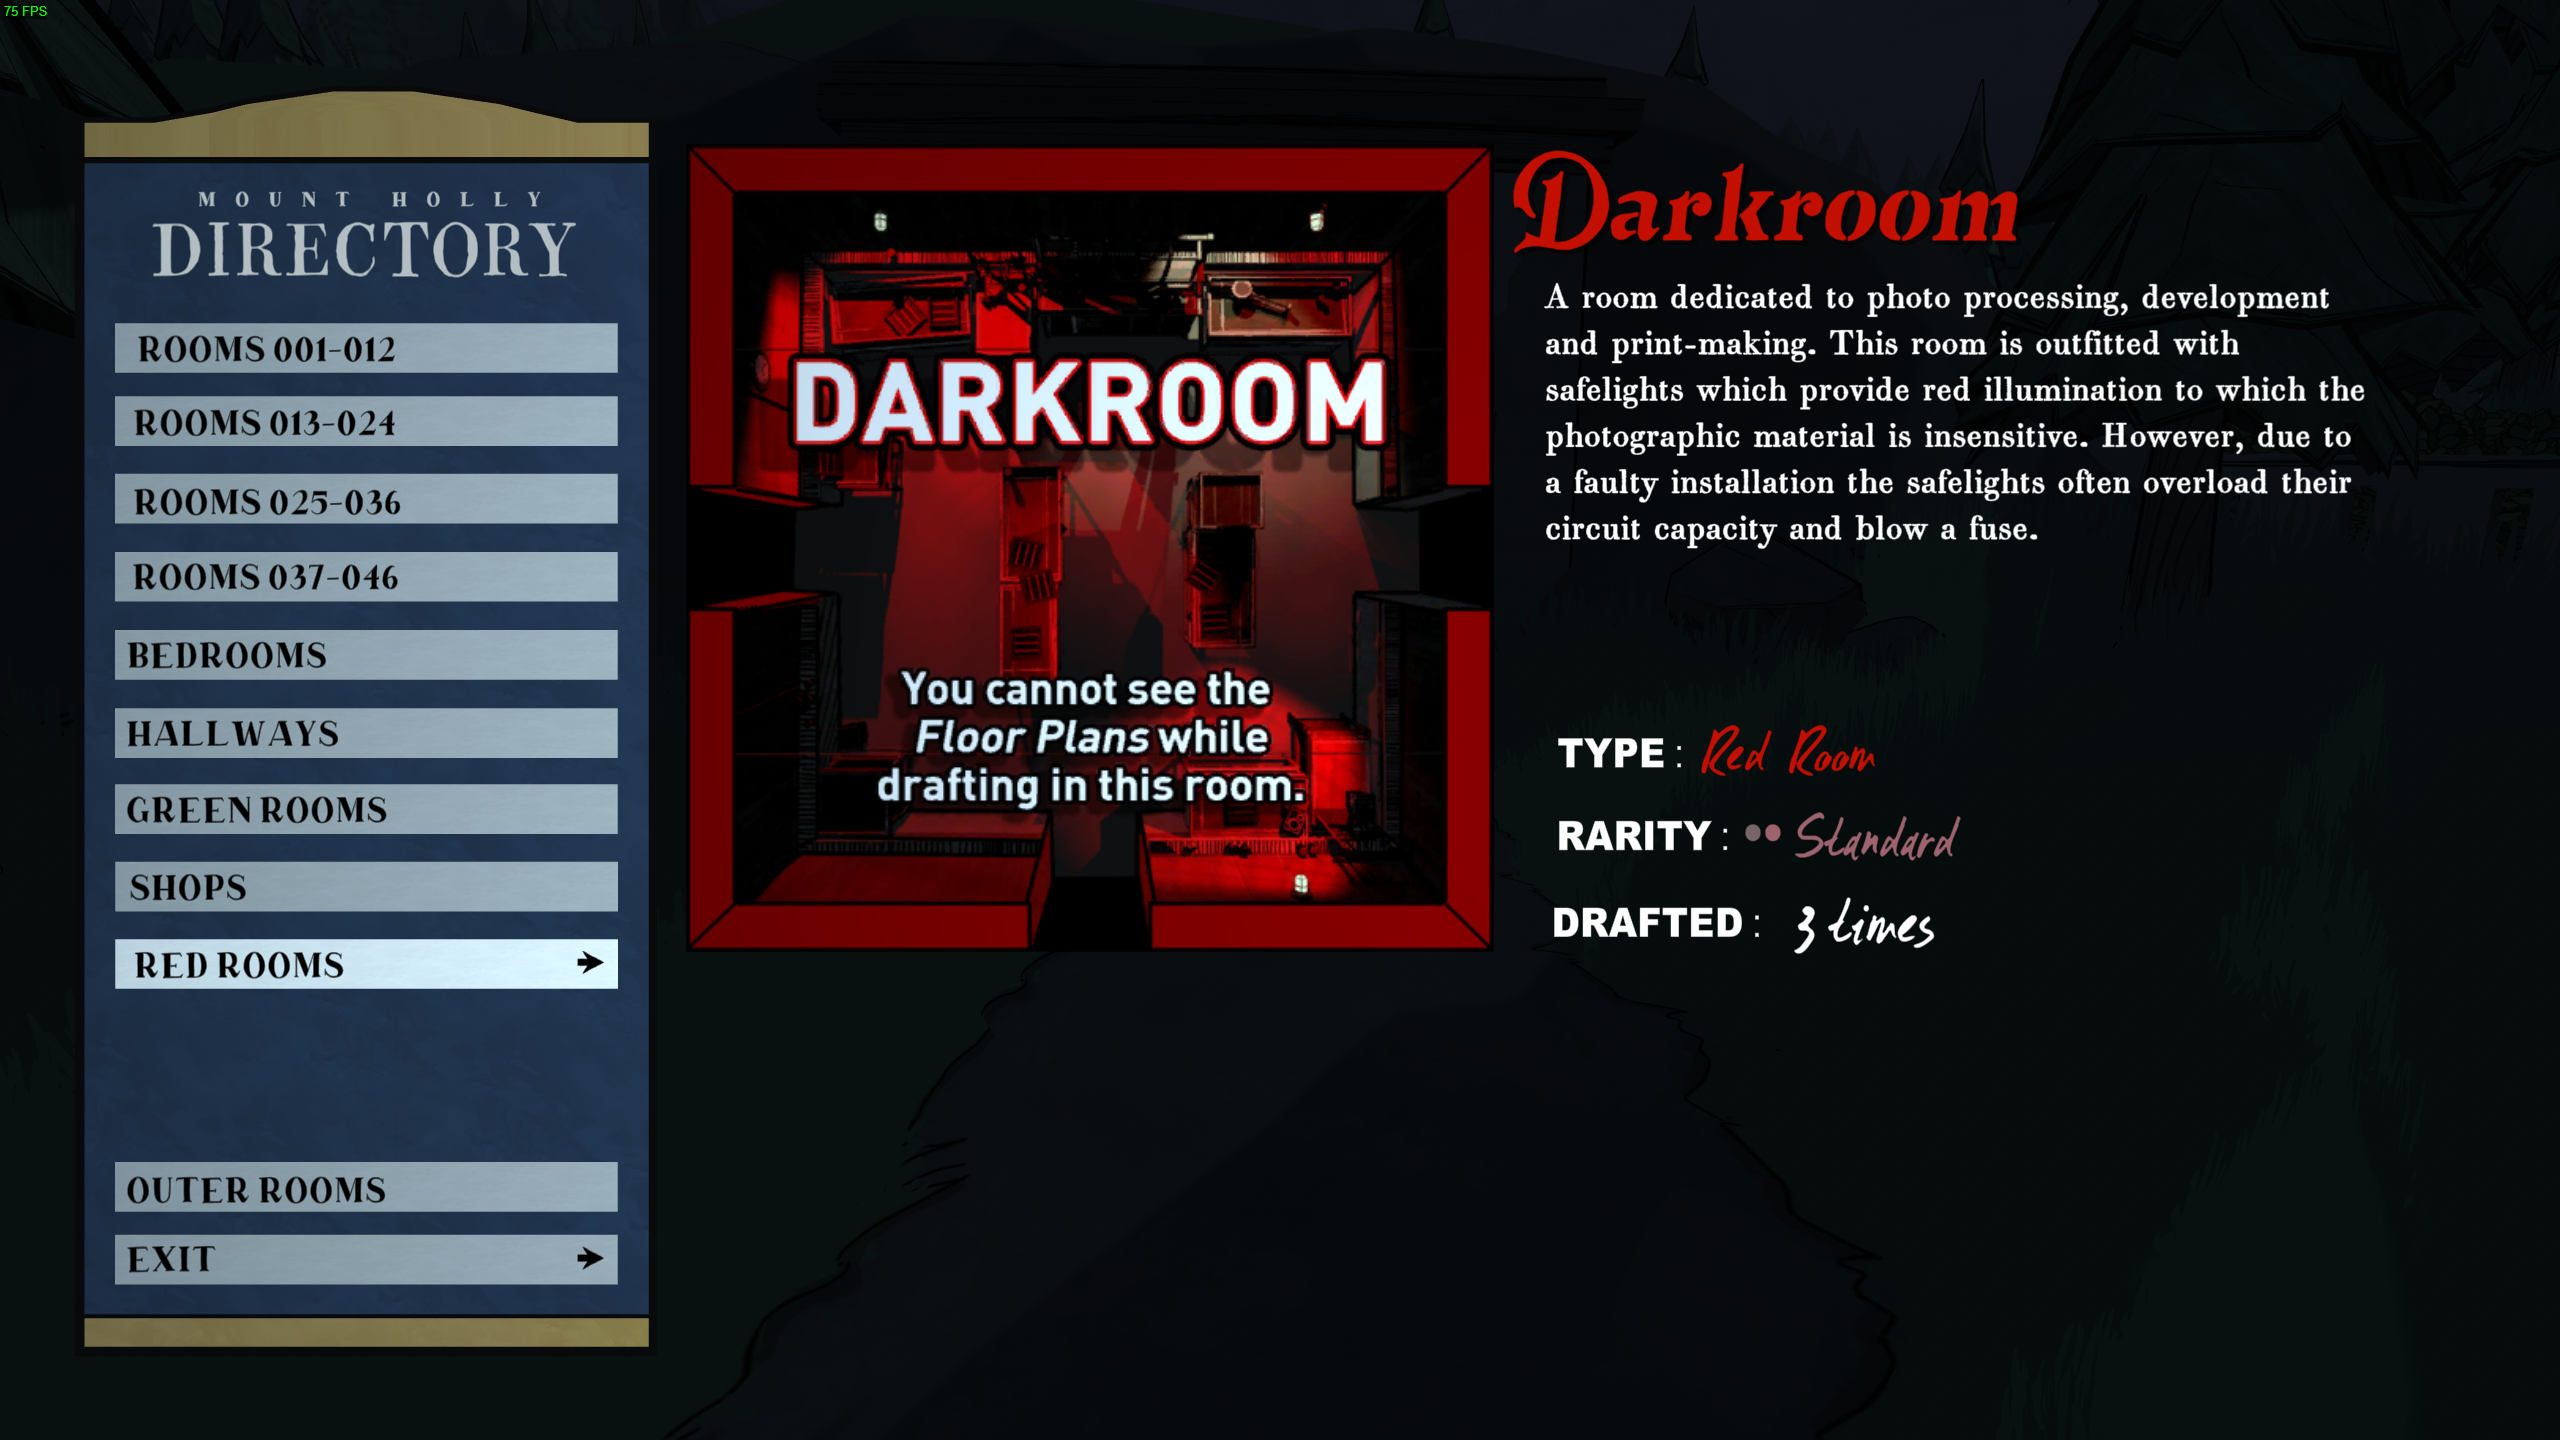 75 FPS
MOUNT HOLLY
DIRECTORY
ROOMS 001-012
ROOMS 013-024
ROOMS 025-036
ROOMS 037-046
BEDROOMS
HALLWAYS
GREEN ROOMS
SHOPS
RED ROOMS
OUTER ROOMS
EXIT
DARKROOM
You cannot see the
Floor Plans while
drafting in this room.
Darkroom
A room dedicated to photo processing, development
and print-making. This room is outfitted with
safelights which provide red illumination to which the
photographic material is insensitive. However, due to
a faulty installation the safelights often overload their
circuit capacity and blow a fuse.
TYPE : Red Room
RARITY : Standard
DRAFTED : 3 times